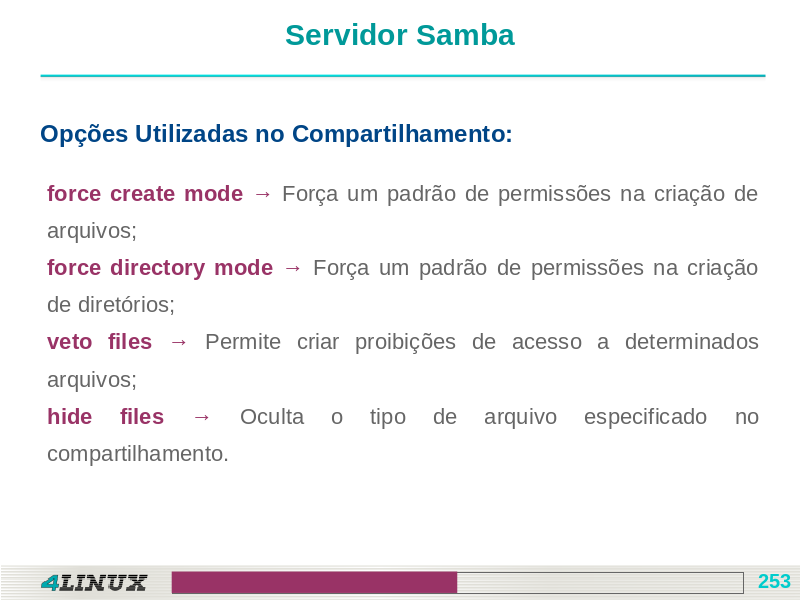 Servidor Samba
Opções Utilizadas no Compartilhamento:
force create mode → Força um padrão de permissões na criação de
arquivos;
force directory mode → Força um padrão de permissões na criação
de diretórios;
veto files → Permite criar proibições de acesso a determinados
arquivos;
hide files → Oculta o tipo de arquivo especificado no
compartilhamento.
4LINUX
253